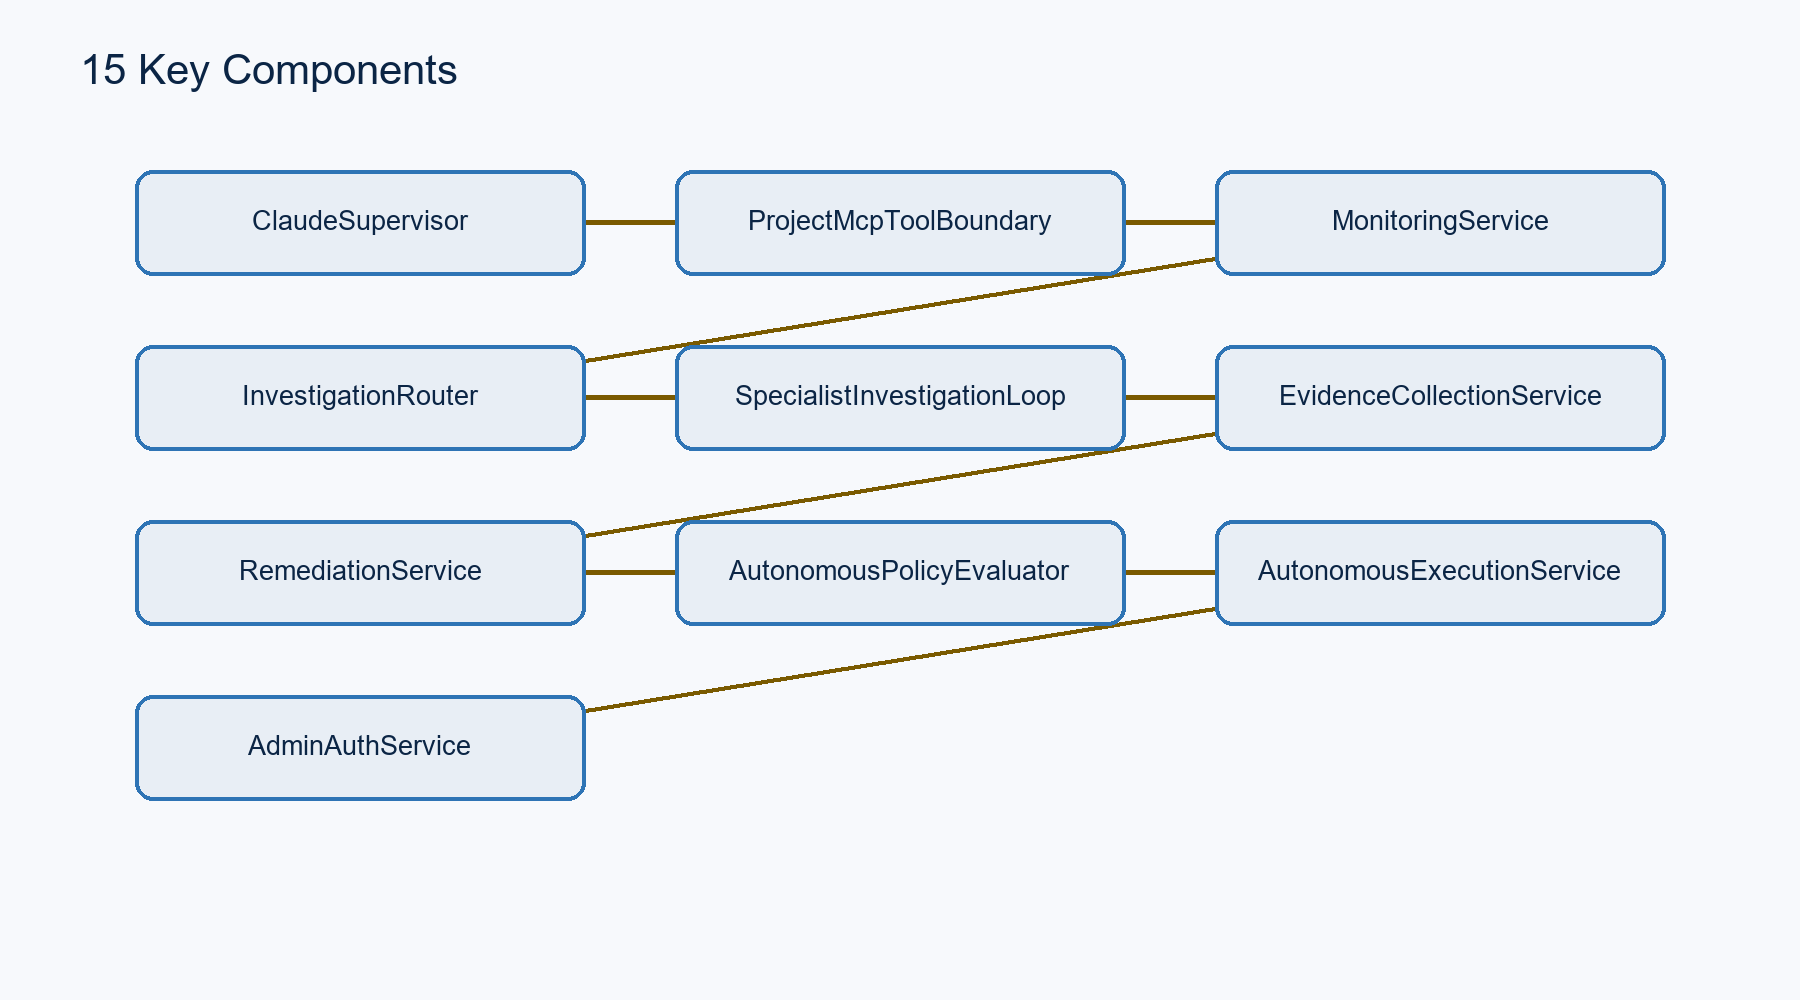 15 Key Components
ClaudeSupervisor
ProjectMcpToolBoundary
MonitoringService
InvestigationRouter
SpecialistInvestigationLoop
EvidenceCollectionService
RemediationService
AutonomousPolicyEvaluator
AutonomousExecutionService
AdminAuthService